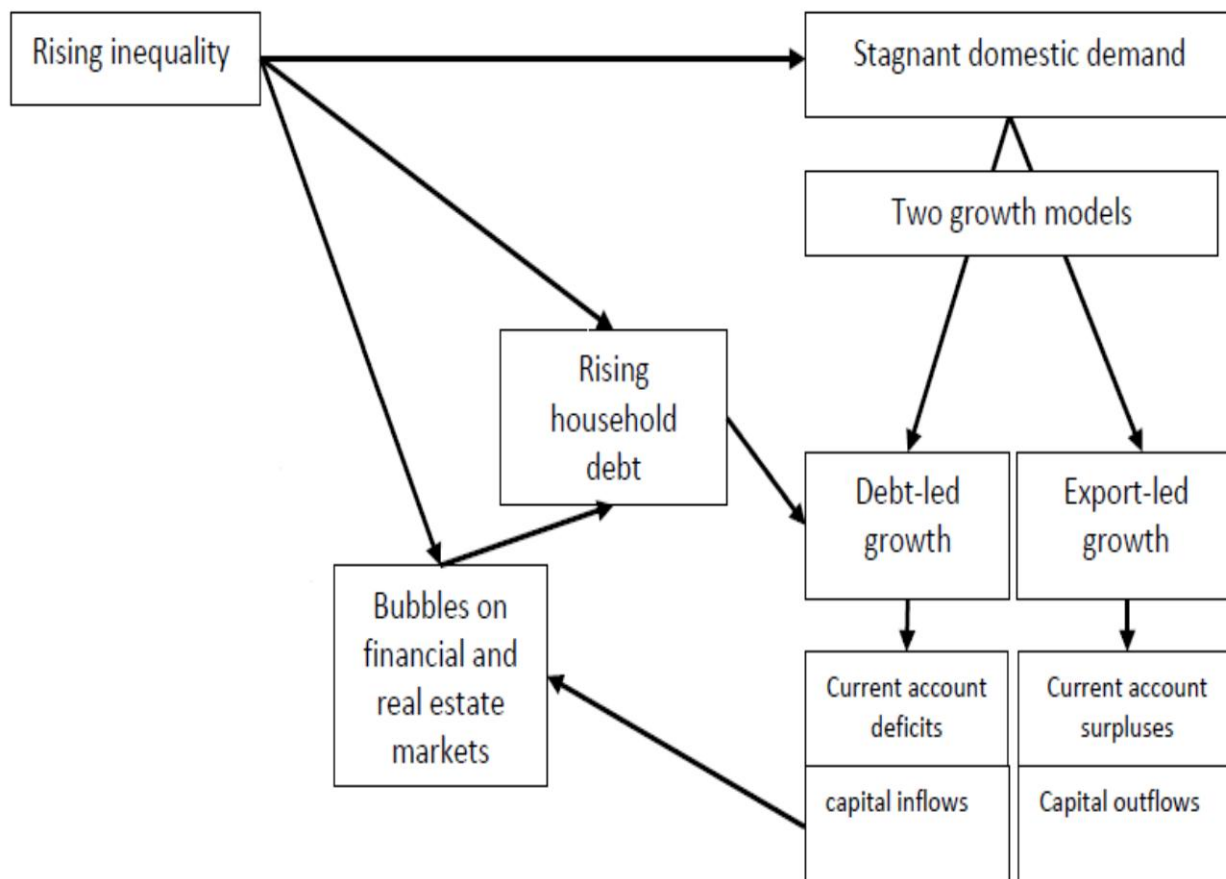 Rising inequality
Stagnant domestic demand
Two growth models
Rising
household
debt
Debt-led
growth
Export-led
growth
Bubbles on
financial and
real estate
markets
Current account
deficits
Current account
surpluses
capital inflows
Capital outflows